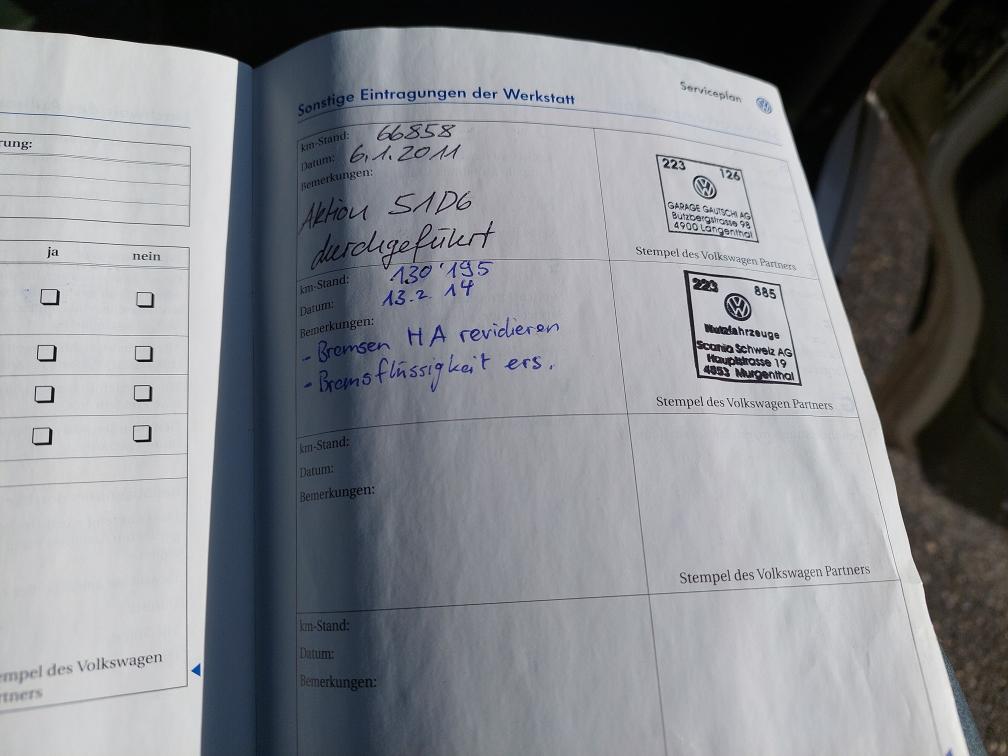 rung:
ja nein
empel des Volkswagen
rtners
Serviceplan
Sonstige Eintragungen der Werkstatt
km-Stand: 66858
Datum: 6.1.2011
Bemerkungen:
Aktion 51D6
durchgeführt
223 126
GARAGE GAUTSCHI AG
Bützbergstrasse 98
4900 Langenthal
Stempel des Volkswagen Partners
km-Stand: 130'195
Datum: 13.2.14
Bemerkungen:
- Bremsen HA revidieren
- Bremsflüssigkeit ers.
223 885
Nutzfahrzeuge
Scania Schweiz AG
Hauptstrasse 19
4853 Murgenthal
Stempel des Volkswagen Partners
km-Stand:
Datum:
Bemerkungen:
Stempel des Volkswagen Partners
km-Stand:
Datum:
Bemerkungen: